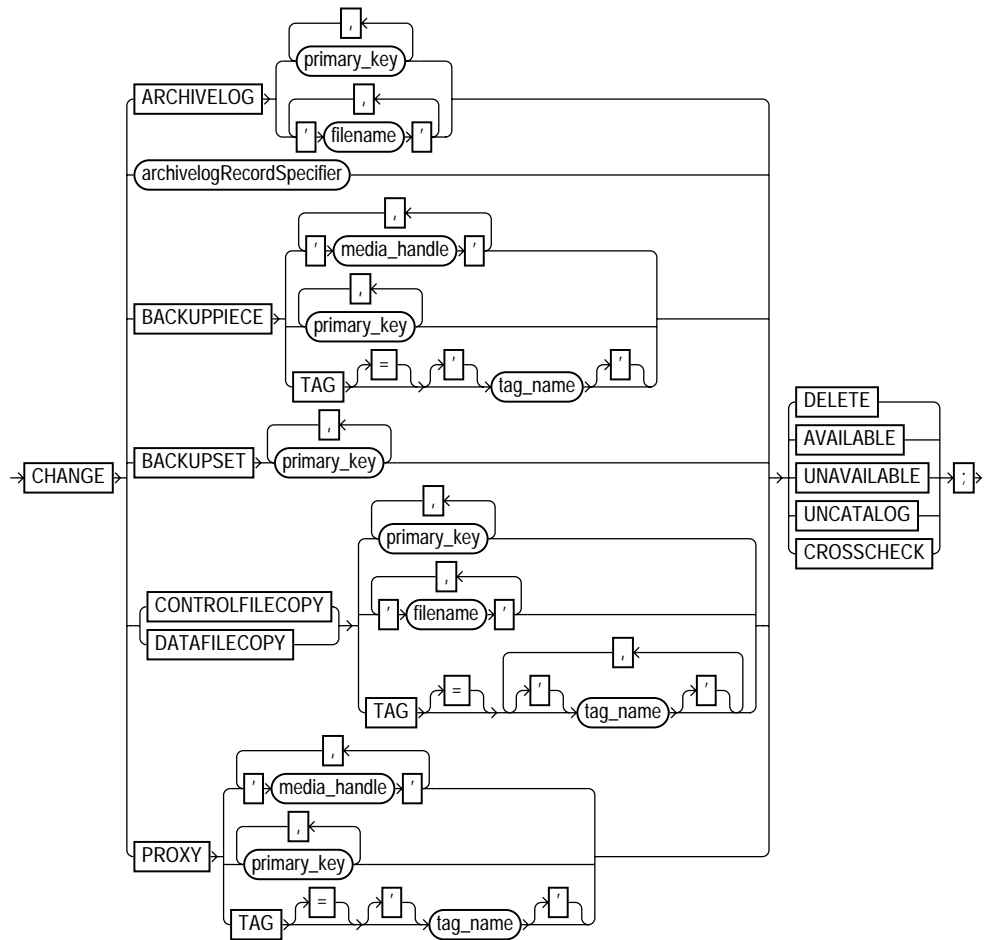 ,
primary_key
ARCHIVELOG
,
' filename '
archivelogRecordSpecifier
,
' media_handle '
,
BACKUPPIECE
primary_key
= ' '
TAG tag_name
DELETE
,
AVAILABLE
CHANGE BACKUPSET primary_key UNAVAILABLE ;
UNCATALOG
,
CROSSCHECK
primary_key
,
CONTROLFILECOPY
' filename '
DATAFILECOPY
,
= ' '
TAG tag_name
,
' media_handle '
,
PROXY
primary_key
= ' '
TAG tag_name